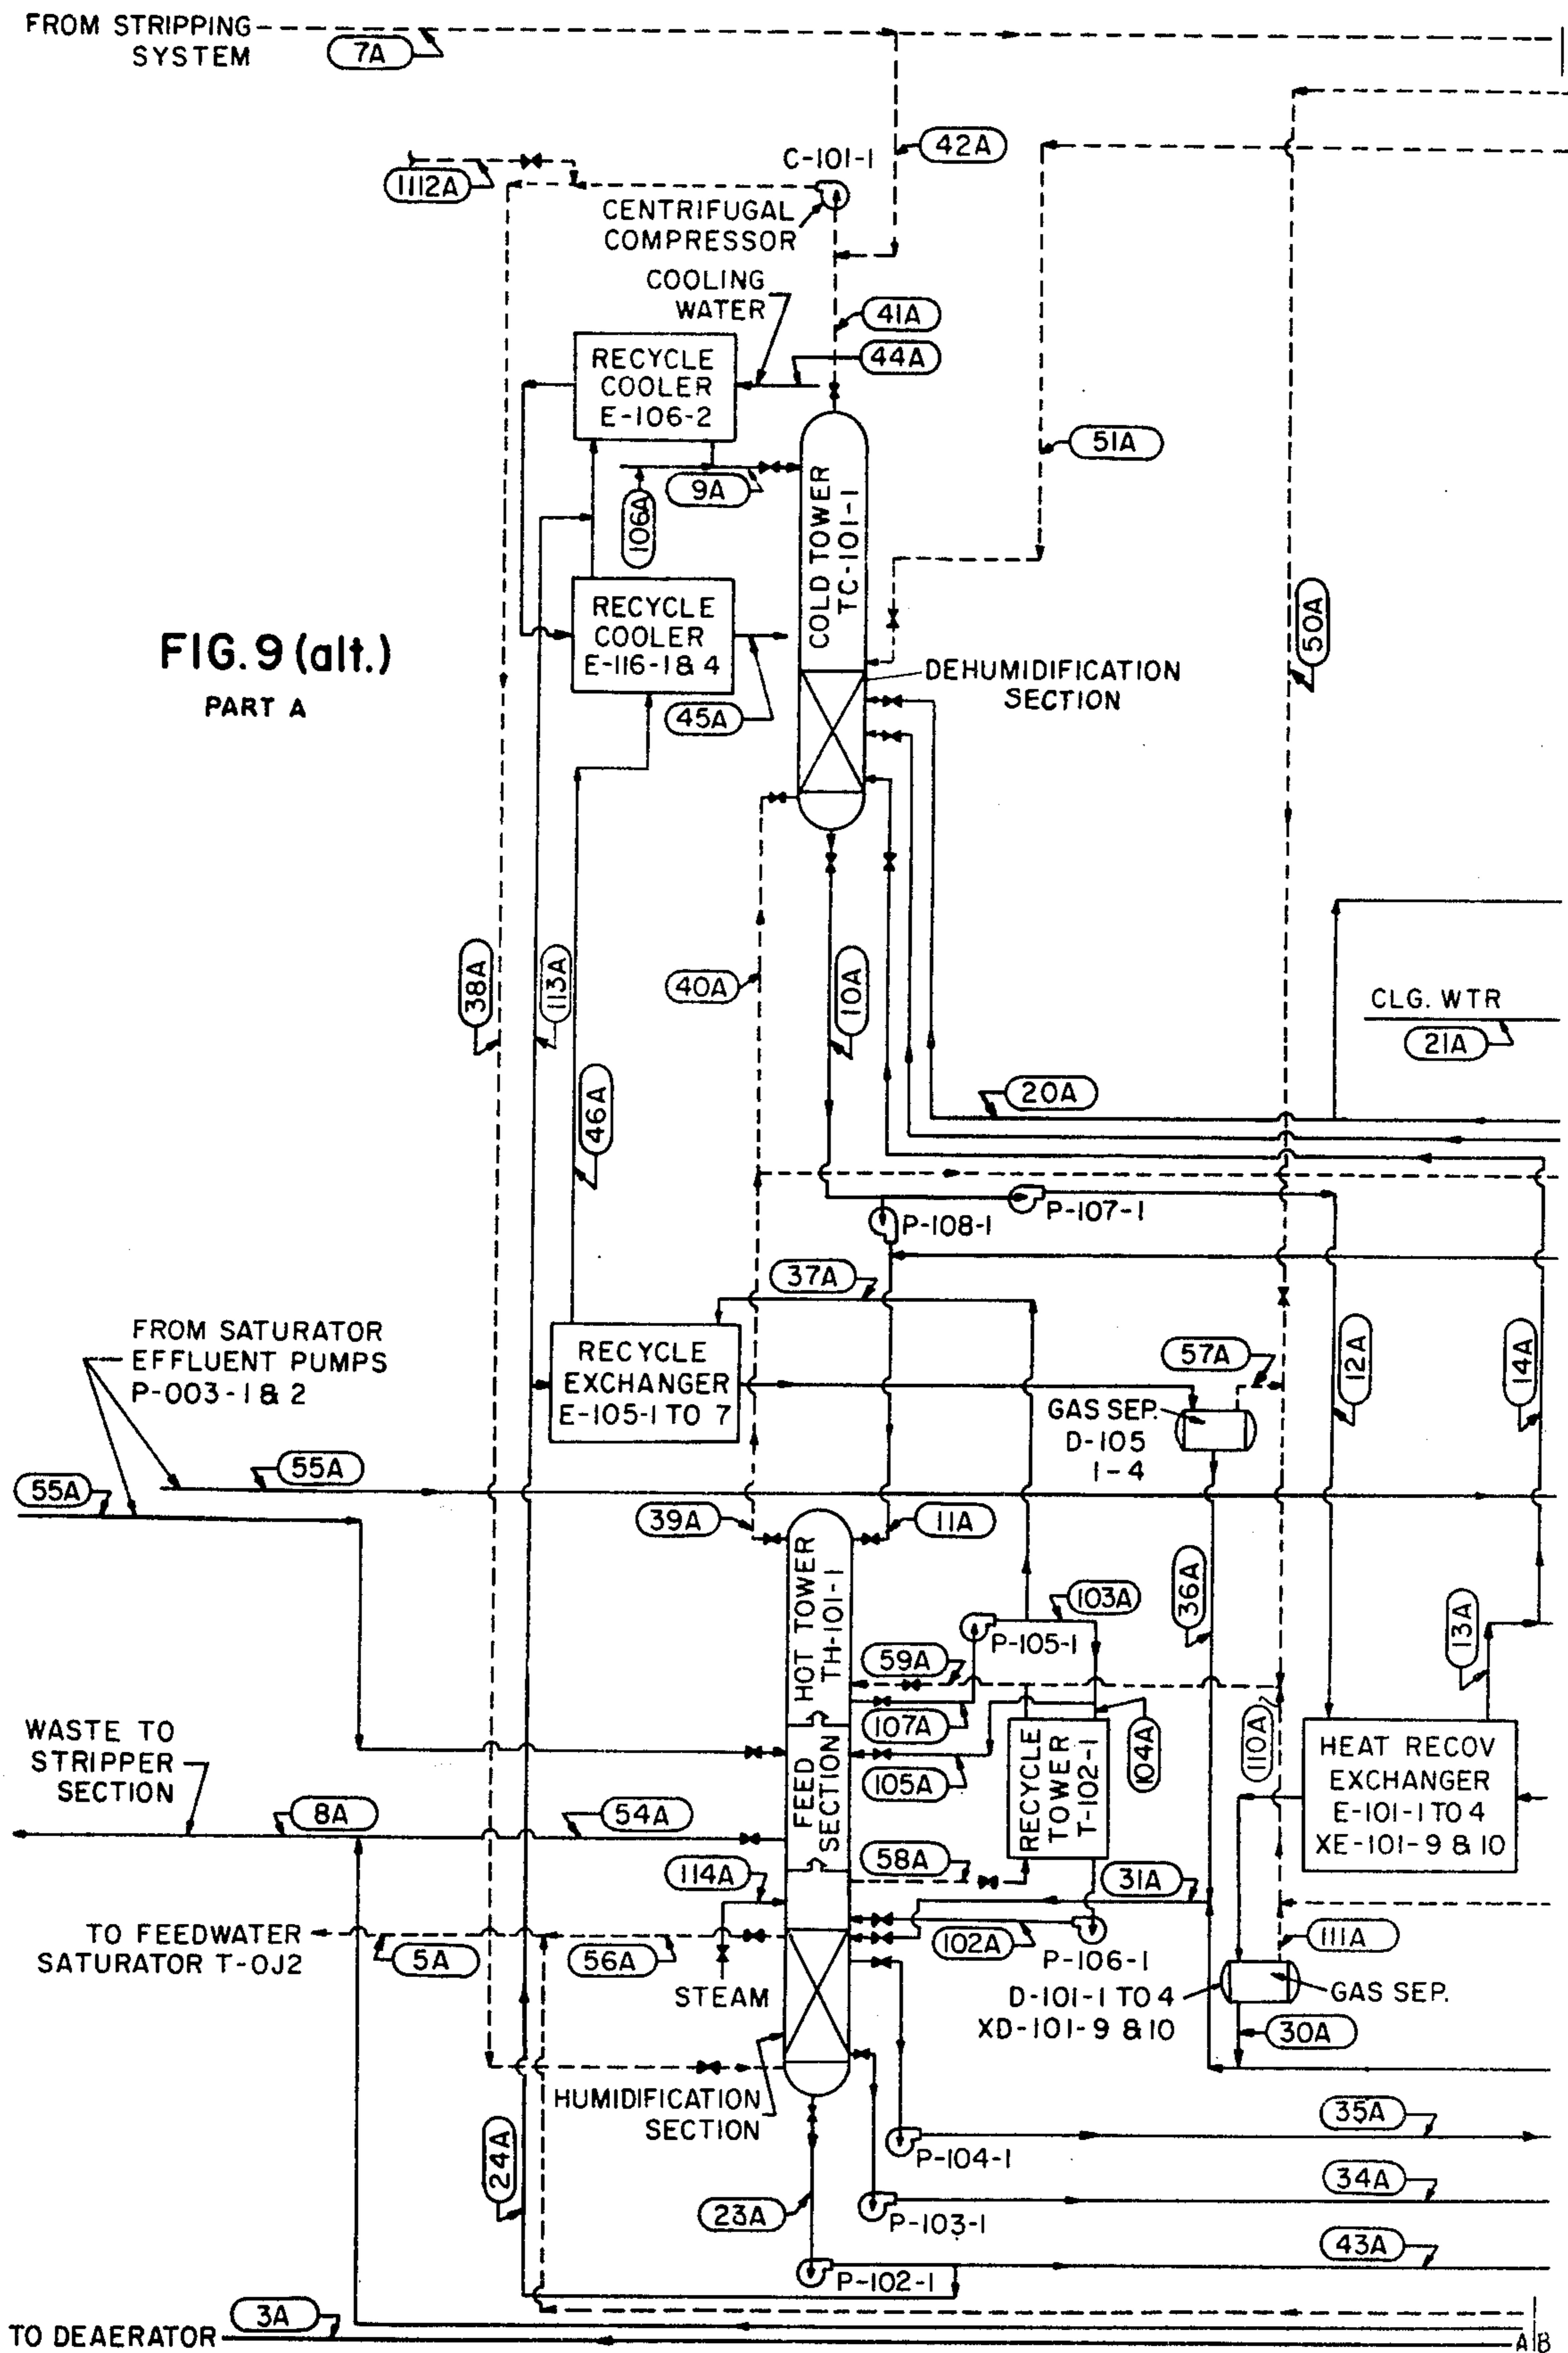 FROM STRIPPING
SYSTEM
7A
42A
C-101-1
1112A
CENTRIFUGAL
COMPRESSOR
COOLING
WATER
41A
44A
RECYCLE
COOLER
E-106-2
51A
9A
106A
COLD TOWER
TC-101-1
50A
RECYCLE
COOLER
E-116-1 & 4
FIG. 9 (alt.)
PART A
DEHUMIDIFICATION
SECTION
45A
38A
113A
40A
10A
CLG. WTR
21A
46A
20A
P-108-1
P-107-1
37A
FROM SATURATOR
EFFLUENT PUMPS
P-003-1 & 2
RECYCLE
EXCHANGER
E-105-1 TO 7
57A
12A
14A
GAS SEP.
D-105
1-4
55A
55A
39A
11A
HOT TOWER
TH-101-1
36A
103A
P-105-1
13A
59A
107A
104A
110A
WASTE TO
STRIPPER
SECTION
FEED
SECTION
105A
RECYCLE
TOWER
T-102-1
HEAT RECOV
EXCHANGER
E-101-1 TO 4
XE-101-9 & 10
8A
54A
58A
114A
31A
TO FEEDWATER
SATURATOR T-0J2
5A
56A
102A
111A
STEAM
P-106-1
D-101-1 TO 4
XD-101-9 & 10
GAS SEP.
30A
HUMIDIFICATION
SECTION
24A
35A
P-104-1
34A
23A
P-103-1
43A
P-102-1
3A
TO DEAERATOR
A B